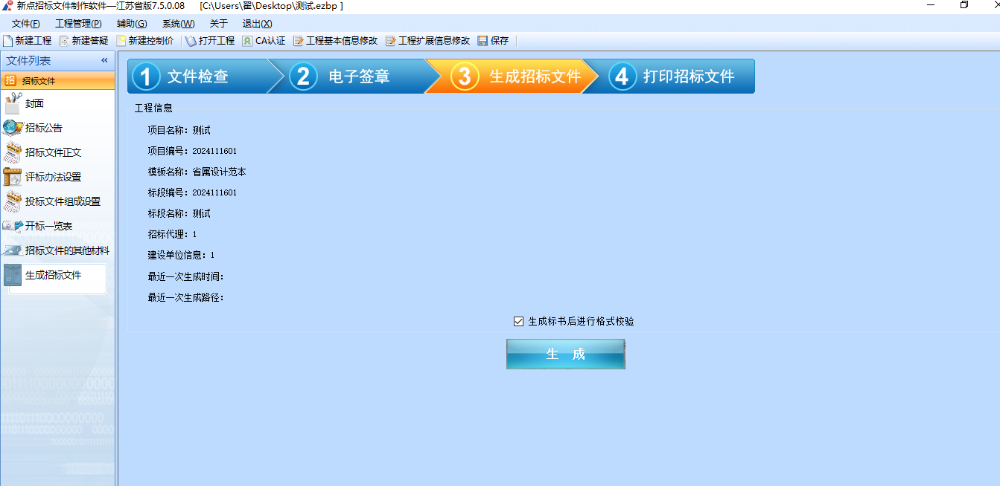 新点招标文件制作软件—江苏省版7.5.0.08 [C:\Users\翟\Desktop\测试.ezbp ]
文件(F) 工程管理(P) 辅助(G) 系统(W) 关于 退出(X)
新建工程 新建答疑 新建控制价 打开工程 CA认证 工程基本信息修改 工程扩展信息修改 保存
文件列表 «
招 招标文件
封面
招标公告
招标文件正文
评标办法设置
投标文件组成设置
开标一览表
招标文件的其他材料
生成招标文件
1 文件检查 2 电子签章 3 生成招标文件 4 打印招标文件
工程信息
项目名称：测试
项目编号：2024111601
模板名称：省属设计范本
标段编号：2024111601
标段名称：测试
招标代理：1
建设单位信息：1
最近一次生成时间：
最近一次生成路径：
生成标书后进行格式校验
生 成